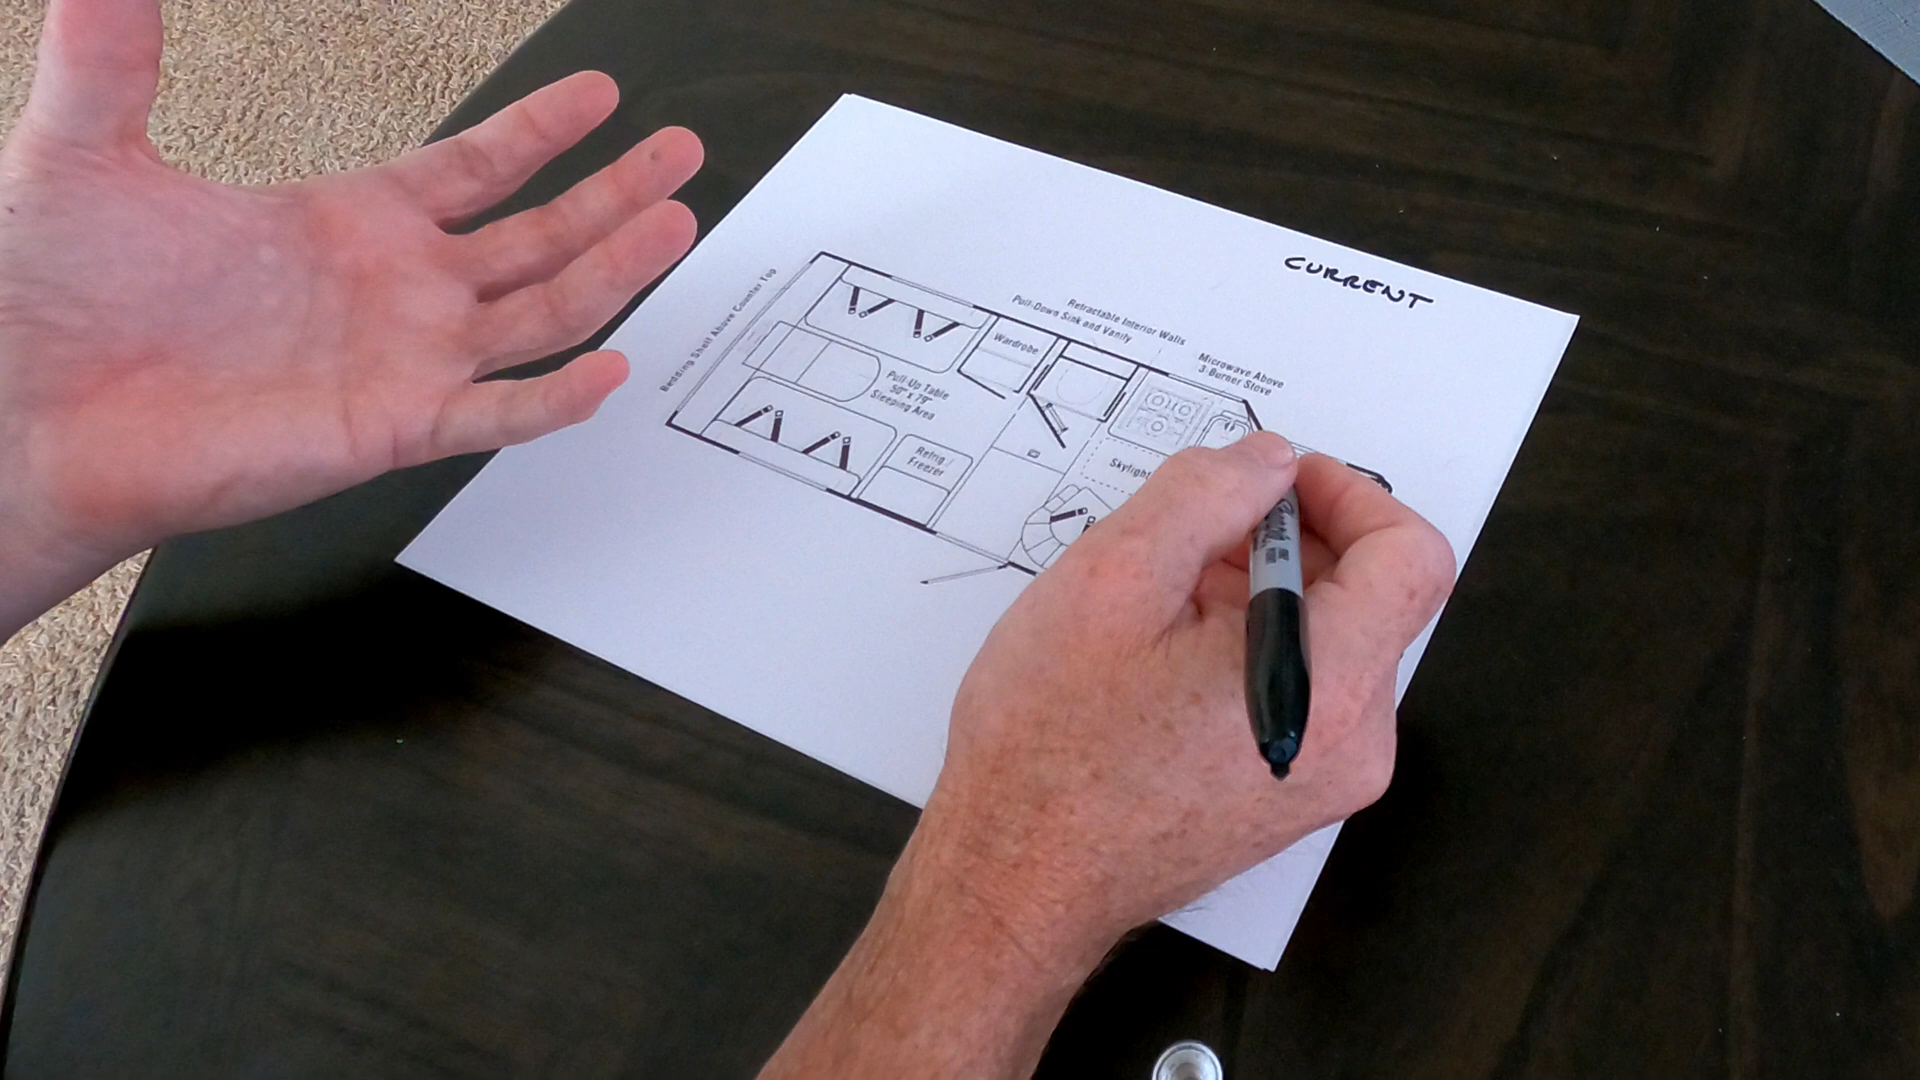 CURRENT
Retractable Interior Walls
Pull-Down Sink and Vanity
Microwave Above
3-Burner Stove
Bedding Shelf Above Counter Top
Wardrobe
Pull-Up Table
50" x 79"
Sleeping Area
Refrig/
Freezer
Skylight